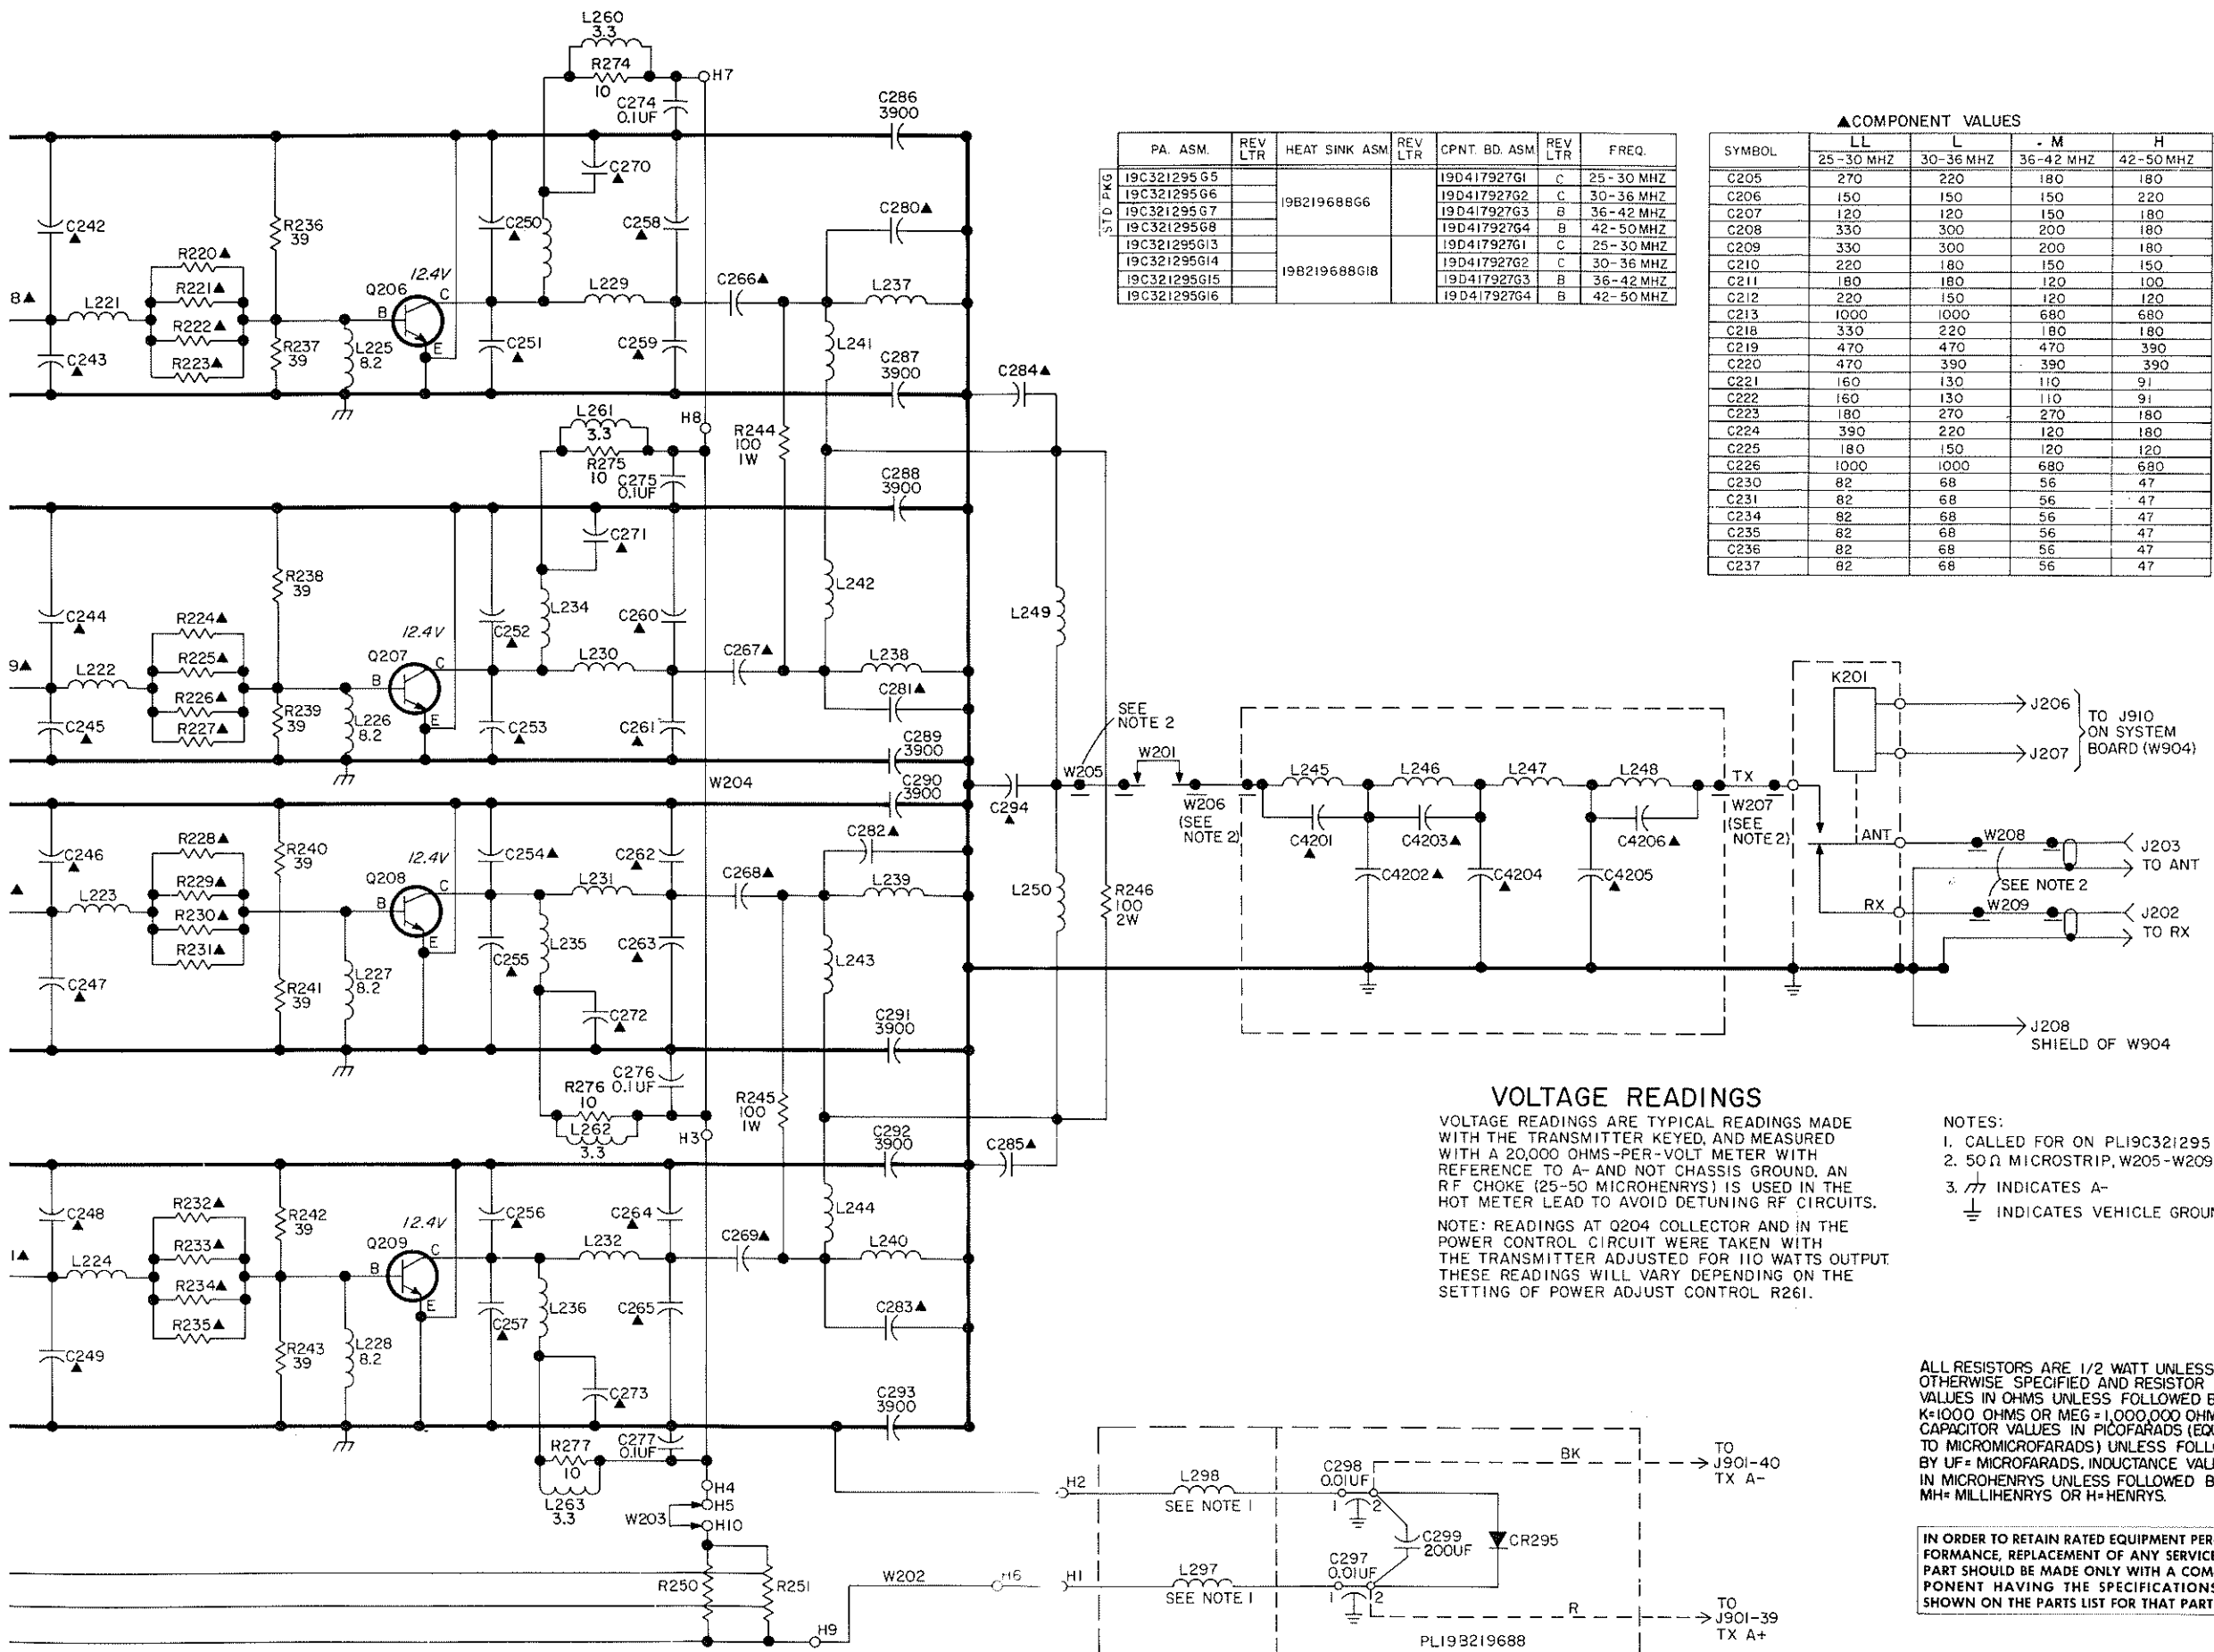 L260
3.3
R274
10
H7
C274
0.1UF
C286
3900
C270
▲
C242
▲
R236
39
C250
▲
C258
▲
C280▲
R220▲
R221▲
R222▲
R223▲
12.4V
Q206
C
B
E
L229
C266▲
L237
8▲
L221
C243
▲
R237
39
L225
8.2
C251
▲
C259
▲
L241
C287
3900
C284▲
L261
3.3
R275
10
H8
C275
0.1UF
R244
100
1W
C288
3900
C271
▲
R238
39
L234
L242
L249
C244
▲
R224▲
R225▲
R226▲
R227▲
12.4V
Q207
C
B
E
C252
▲
C260
▲
L230
C267▲
L238
C281▲
9▲
L222
C245
▲
R239
39
L226
8.2
C253
▲
C261
▲
C289
3900
C290
3900
W204
C294
▲
C246
▲
R228▲
R229▲
R230▲
R231▲
R240
39
12.4V
Q208
C
B
E
C254▲
C262
▲
C282▲
L231
C268▲
L239
▲
L223
L250
R246
100
2W
C247
▲
R241
39
L227
8.2
C255
▲
L235
C263
▲
L243
C272
▲
C291
3900
R276
10
C276
0.1UF
L262
3.3
H3
R245
100
1W
C292
3900
C285▲
C248
▲
R232▲
R233▲
R234▲
R235▲
R242
39
12.4V
Q209
C
B
E
C256
▲
C264
▲
L232
C269▲
L244
L240
1▲
L224
C249
▲
R243
39
L228
8.2
C257
▲
L236
C265
▲
C283▲
C273
▲
C293
3900
R277
10
C277
0.1UF
L263
3.3
H4
H5
W203
H10
R250
R251
H9
W202
H6
H1
H2
L298
SEE NOTE 1
L297
SEE NOTE 1
C298
0.01UF
1 2
C299
200UF
CR295
C297
0.01UF
1 2
BK
TO
J901-40
TX A-
R
TO
J901-39
TX A+
PL19B219688
PA. ASM. REV LTR HEAT SINK ASM REV LTR CPNT. BD. ASM REV LTR FREQ.
STD PKG
19C321295G5 19B219688G6 19D417927G1 C 25-30 MHZ
19C321295G6 19D417927G2 C 30-36 MHZ
19C321295G7 19D417927G3 B 36-42 MHZ
19C321295G8 19D417927G4 B 42-50MHZ
19C321295G13 19B219688G18 19D417927G1 C 25-30 MHZ
19C321295G14 19D417927G2 C 30-36 MHZ
19C321295G15 19D417927G3 B 36-42 MHZ
19C321295G16 19D417927G4 B 42-50 MHZ
▲COMPONENT VALUES
SYMBOL LL L M H
25-30 MHZ 30-36 MHZ 36-42 MHZ 42-50MHZ
C205 270 220 180 180
C206 150 150 150 220
C207 120 120 150 180
C208 330 300 200 180
C209 330 300 200 180
C210 220 180 150 150
C211 180 180 120 100
C212 220 150 120 120
C213 1000 1000 680 680
C218 330 220 180 180
C219 470 470 470 390
C220 470 390 390 390
C221 160 130 110 91
C222 160 130 110 91
C223 180 270 270 180
C224 390 220 120 180
C225 180 150 120 120
C226 1000 1000 680 680
C230 82 68 56 47
C231 82 68 56 47
C234 82 68 56 47
C235 82 68 56 47
C236 82 68 56 47
C237 82 68 56 47
SEE
NOTE 2
W205
W201
W206
(SEE
NOTE 2)
L245
L246
L247
L248
C4201
▲
C4203▲
C4206▲
C4202▲
C4204
▲
C4205
▲
TX
W207
(SEE
NOTE 2)
K201
J206
J207
TO J910
ON SYSTEM
BOARD (W904)
ANT
W208
J203
TO ANT
SEE NOTE 2
RX
W209
J202
TO RX
J208
SHIELD OF W904
VOLTAGE READINGS
VOLTAGE READINGS ARE TYPICAL READINGS MADE
WITH THE TRANSMITTER KEYED, AND MEASURED
WITH A 20,000 OHMS-PER-VOLT METER WITH
REFERENCE TO A- AND NOT CHASSIS GROUND. AN
RF CHOKE (25-50 MICROHENRYS) IS USED IN THE
HOT METER LEAD TO AVOID DETUNING RF CIRCUITS.
NOTE: READINGS AT Q204 COLLECTOR AND IN THE
POWER CONTROL CIRCUIT WERE TAKEN WITH
THE TRANSMITTER ADJUSTED FOR 110 WATTS OUTPUT.
THESE READINGS WILL VARY DEPENDING ON THE
SETTING OF POWER ADJUST CONTROL R261.
NOTES:
1. CALLED FOR ON PL19C321295
2. 50 Ω MICROSTRIP, W205-W209
3. INDICATES A-
INDICATES VEHICLE GROUN
ALL RESISTORS ARE 1/2 WATT UNLESS
OTHERWISE SPECIFIED AND RESISTOR
VALUES IN OHMS UNLESS FOLLOWED B
K=1000 OHMS OR MEG = 1,000,000 OHM
CAPACITOR VALUES IN PICOFARADS (EQU
TO MICROMICROFARADS) UNLESS FOLL
BY UF= MICROFARADS. INDUCTANCE VAL
IN MICROHENRYS UNLESS FOLLOWED B
MH= MILLIHENRYS OR H=HENRYS.
IN ORDER TO RETAIN RATED EQUIPMENT PER
FORMANCE, REPLACEMENT OF ANY SERVICE
PART SHOULD BE MADE ONLY WITH A COM
PONENT HAVING THE SPECIFICATIONS
SHOWN ON THE PARTS LIST FOR THAT PART